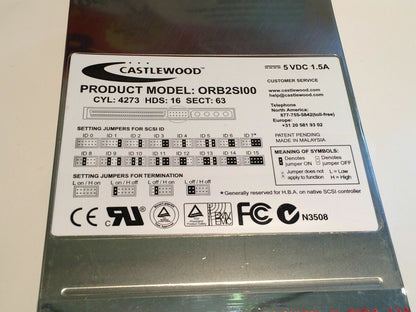 CASTLEWOOD
PRODUCT MODEL: ORB2SI00
CYL: 4273 HDS: 16 SECT: 63
5 VDC 1.5A
CUSTOMER SERVICE
www.castlewood.com
help@castlewood.com
Telephone
North America:
877-755-5842(toll-free)
Europe:
+31 20 581 93 02
PATENT PENDING
MADE IN MALAYSIA
SETTING JUMPERS FOR SCSI ID
ID 0 ID 1 ID 2 ID 3 ID 4 ID 5 ID 6 ID 7*
ID 8 ID 9 ID 10 ID 11 ID 12 ID 13 ID 14 ID 15
SETTING JUMPERS FOR TERMINATION
L on / H on L on / H off L off / H on L off / H off
MEANING OF SYMBOLS:
Denotes jumper ON
Denotes jumper OFF
Jumper does not apply to function
L = Low
H = High
*Generally reserved for H.B.A. on native SCSI controller
CE
FC
N3508